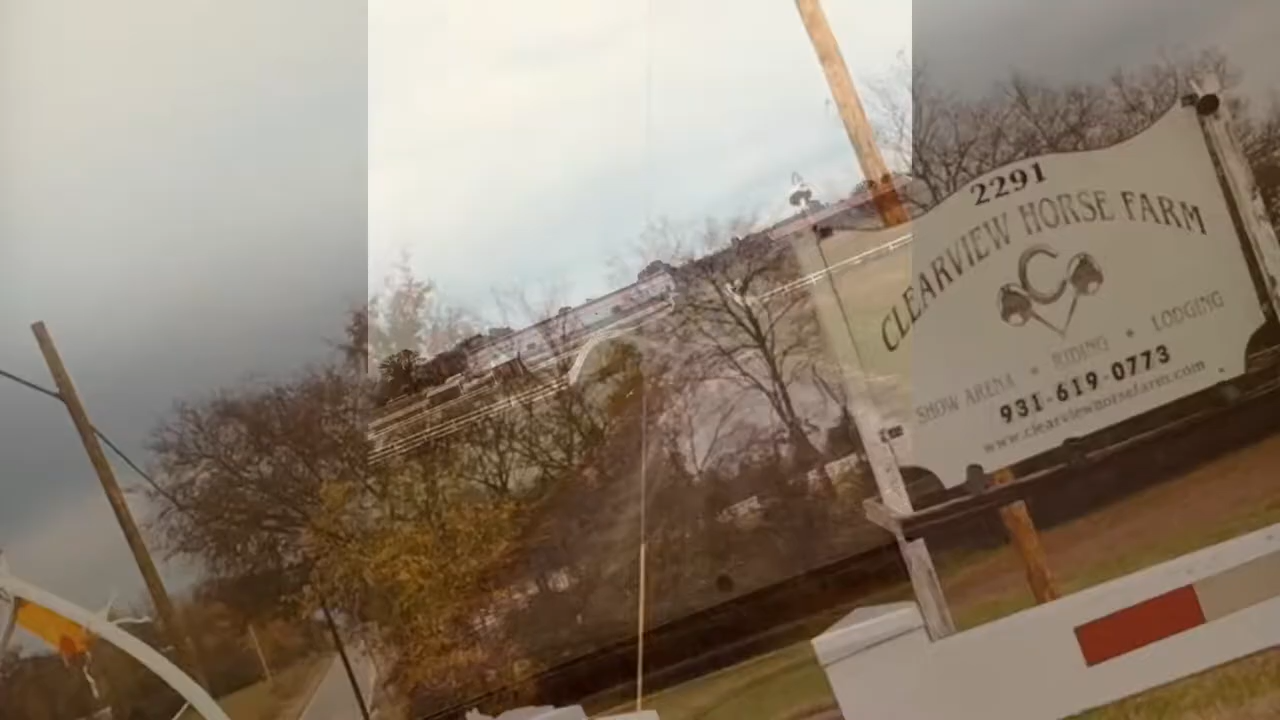 2291
CLEARVIEW HORSE FARM
C
SHOW ARENA • RIDING • LODGING
931-619-0773
www.clearviewhorsefarm.com